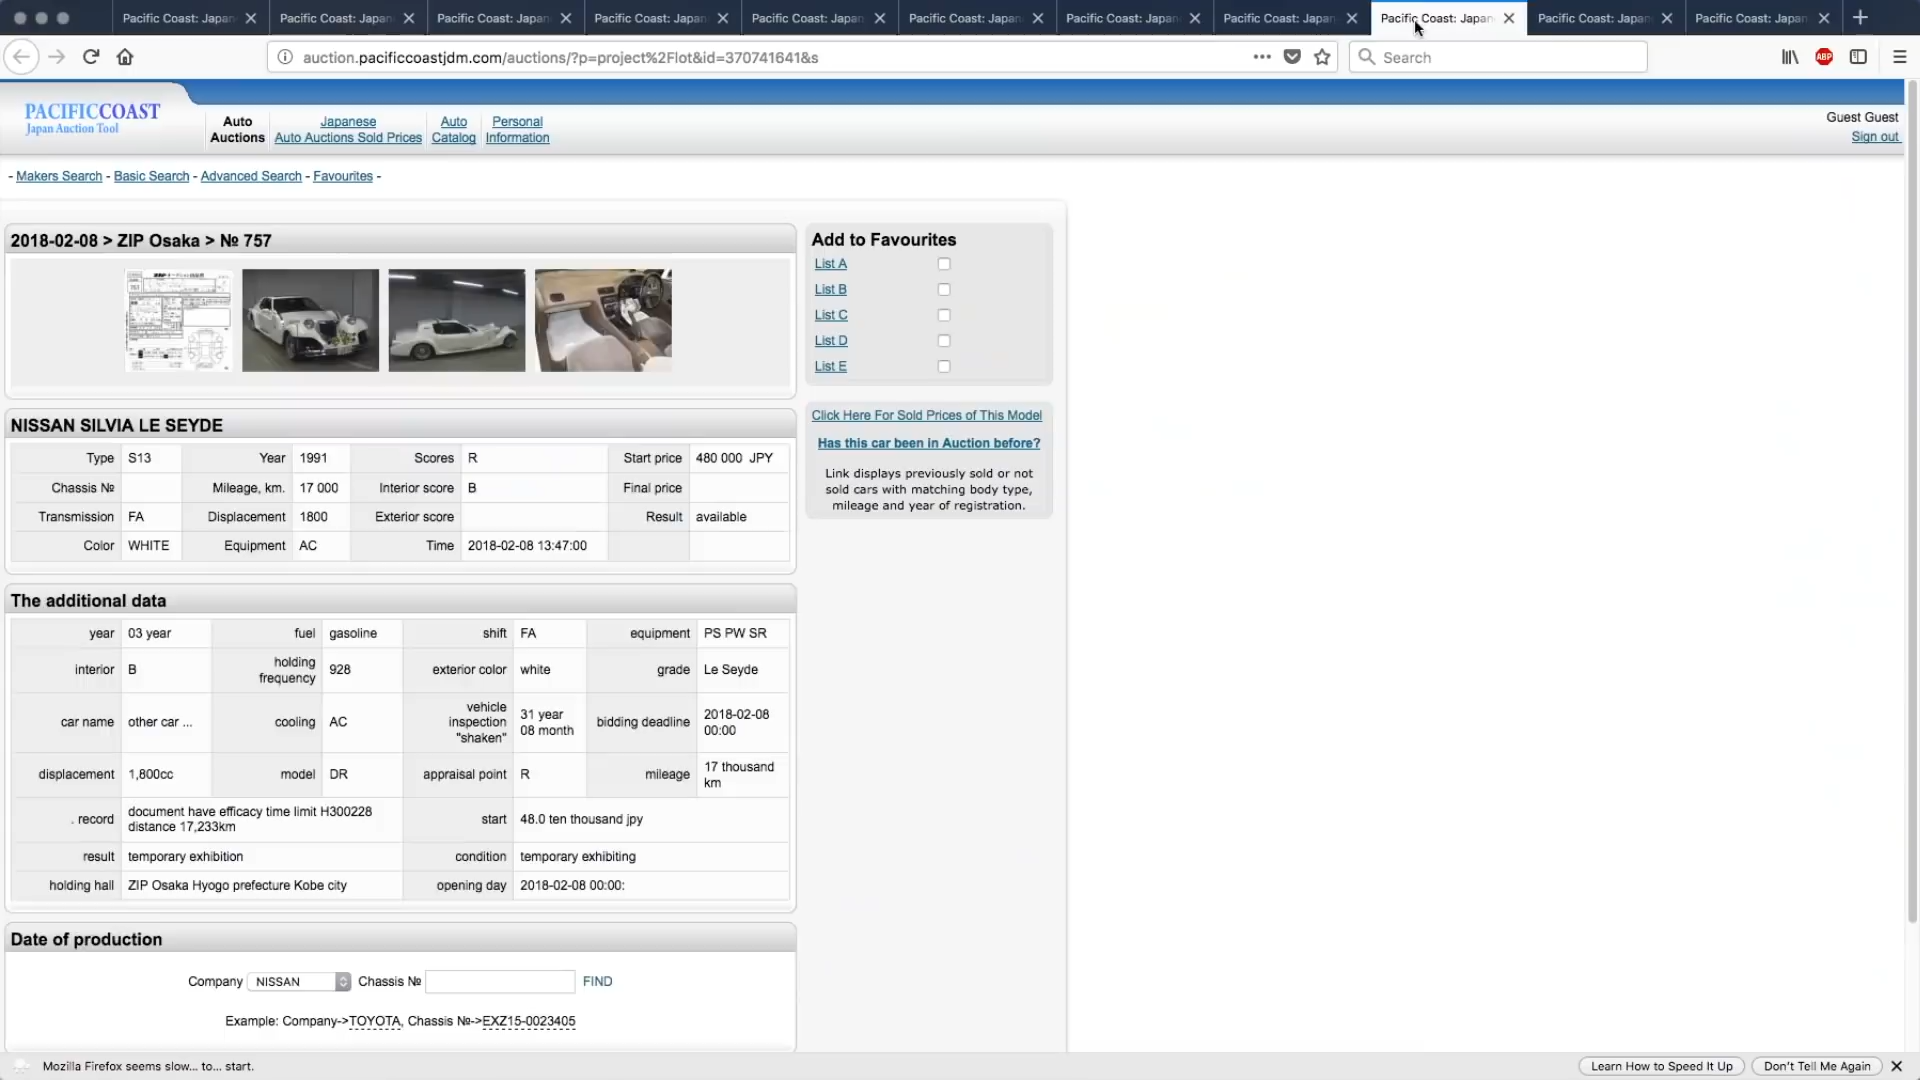 Pacific Coast: Japan
Pacific Coast: Japan
Pacific Coast: Japan
Pacific Coast: Japan
Pacific Coast: Japan
Pacific Coast: Japan
Pacific Coast: Japan
Pacific Coast: Japan
Pacific Coast: Japan
Pacific Coast: Japan
Pacific Coast: Japan
auction.pacificcoastjdm.com/auctions/?p=project%2Flot&id=370741641&s
Search
ABP
PACIFICCOAST
Japan Auction Tool
Auto Auctions
Japanese Auto Auctions Sold Prices
Auto Catalog
Personal Information
Guest Guest
Sign out
- Makers Search - Basic Search - Advanced Search - Favourites -
2018-02-08 > ZIP Osaka > № 757
Add to Favourites
List A
List B
List C
List D
List E
Click Here For Sold Prices of This Model
Has this car been in Auction before?
Link displays previously sold or not
sold cars with matching body type,
mileage and year of registration.
NISSAN SILVIA LE SEYDE
Type S13 Year 1991 Scores R Start price 480 000 JPY
Chassis № Mileage, km. 17 000 Interior score B Final price
Transmission FA Displacement 1800 Exterior score Result available
Color WHITE Equipment AC Time 2018-02-08 13:47:00
The additional data
year 03 year fuel gasoline shift FA equipment PS PW SR
interior B holding frequency 928 exterior color white grade Le Seyde
car name other car ... cooling AC vehicle inspection "shaken" 31 year 08 month bidding deadline 2018-02-08 00:00
displacement 1,800cc model DR appraisal point R mileage 17 thousand km
. record document have efficacy time limit H300228 distance 17,233km start 48.0 ten thousand jpy
result temporary exhibition condition temporary exhibiting
holding hall ZIP Osaka Hyogo prefecture Kobe city opening day 2018-02-08 00:00:
Date of production
Company NISSAN Chassis № FIND
Example: Company->TOYOTA, Chassis №->EXZ15-0023405
Mozilla Firefox seems slow... to... start.
Learn How to Speed It Up
Don't Tell Me Again